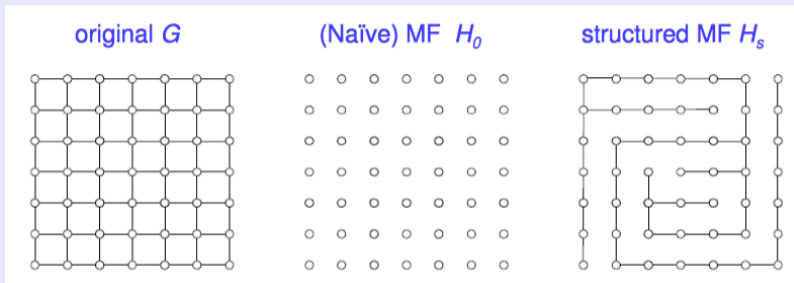 original G
(Naïve) MF H₀
structured MF Hₛ